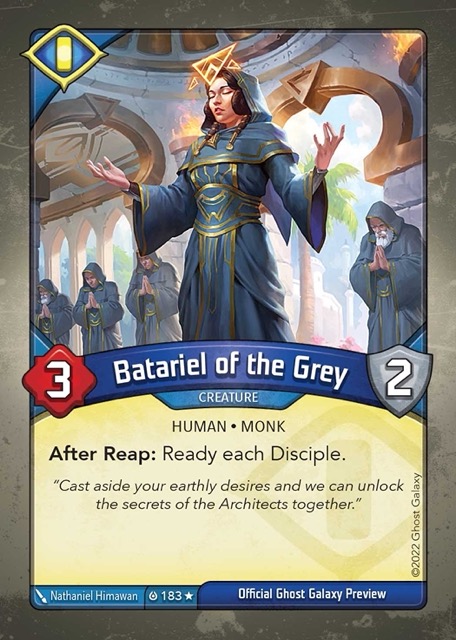 3
Batariel of the Grey
2
CREATURE
HUMAN • MONK
After Reap: Ready each Disciple.
“Cast aside your earthly desires and we can unlock
the secrets of the Architects together.”
©2022 Ghost Galaxy
Nathaniel Himawan
183★
Official Ghost Galaxy Preview